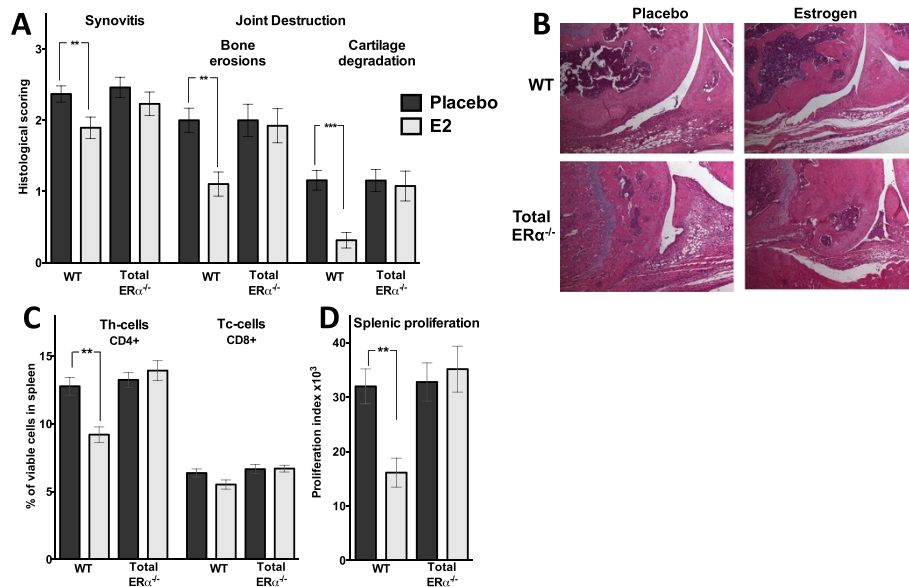 A
Synovitis
Joint Destruction
Bone
erosions
Cartilage
degradation
Histological scoring
3
2
1
0
**
**
***
Placebo
E2
WT
Total
ERα-/-
WT
Total
ERα-/-
WT
Total
ERα-/-
B
Placebo
Estrogen
WT
Total
ERα-/-
C
Th-cells
CD4+
Tc-cells
CD8+
% of viable cells in spleen
15
10
5
0
**
WT
Total
ERα-/-
WT
Total
ERα-/-
D
Splenic proliferation
Proliferation index x10³
40
30
20
10
0
**
WT
Total
ERα-/-